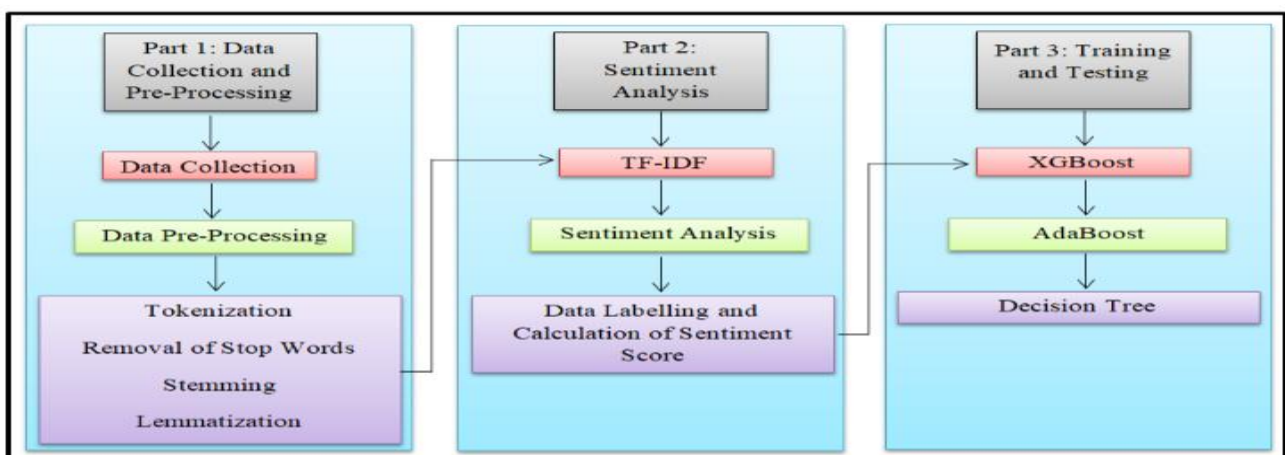 Part 1: Data
Collection and
Pre-Processing
Data Collection
Data Pre-Processing
Tokenization
Removal of Stop Words
Stemming
Lemmatization
Part 2:
Sentiment
Analysis
TF-IDF
Sentiment Analysis
Data Labelling and
Calculation of Sentiment
Score
Part 3: Training
and Testing
XGBoost
AdaBoost
Decision Tree